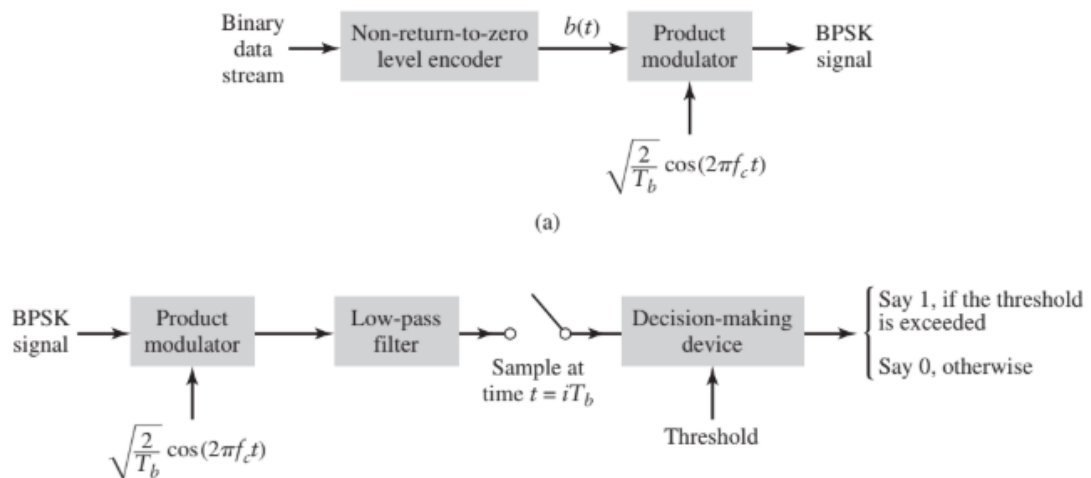 Binary
data
stream
Non-return-to-zero
level encoder
b(t)
Product
modulator
BPSK
signal
√(2/T_b) cos(2πf_c t)
(a)
BPSK
signal
Product
modulator
Low-pass
filter
Sample at
time t = iT_b
Decision-making
device
Say 1, if the threshold
is exceeded
Say 0, otherwise
√(2/T_b) cos(2πf_c t)
Threshold